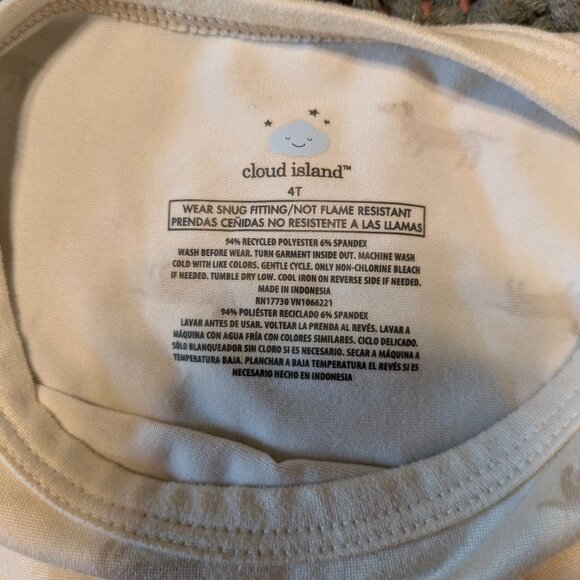 cloud island™
4T
WEAR SNUG FITTING/NOT FLAME RESISTANT
PRENDAS CEÑIDAS NO RESISTENTE A LAS LLAMAS
94% RECYCLED POLYESTER 6% SPANDEX
WASH BEFORE WEAR. TURN GARMENT INSIDE OUT. MACHINE WASH
COLD WITH LIKE COLORS. GENTLE CYCLE. ONLY NON-CHLORINE BLEACH
IF NEEDED. TUMBLE DRY LOW. COOL IRON ON REVERSE SIDE IF NEEDED.
MADE IN INDONESIA
RN17730 VN1066221
94% POLIÉSTER RECICLADO 6% SPANDEX
LAVAR ANTES DE USAR. VOLTEAR LA PRENDA AL REVÉS. LAVAR A
MÁQUINA CON AGUA FRÍA CON COLORES SIMILARES. CICLO DELICADO.
SÓLO BLANQUEADOR SIN CLORO SI ES NECESARIO. SECAR A MÁQUINA A
TEMPERATURA BAJA. PLANCHAR A BAJA TEMPERATURA EL REVÉS SI ES
NECESARIO HECHO EN INDONESIA